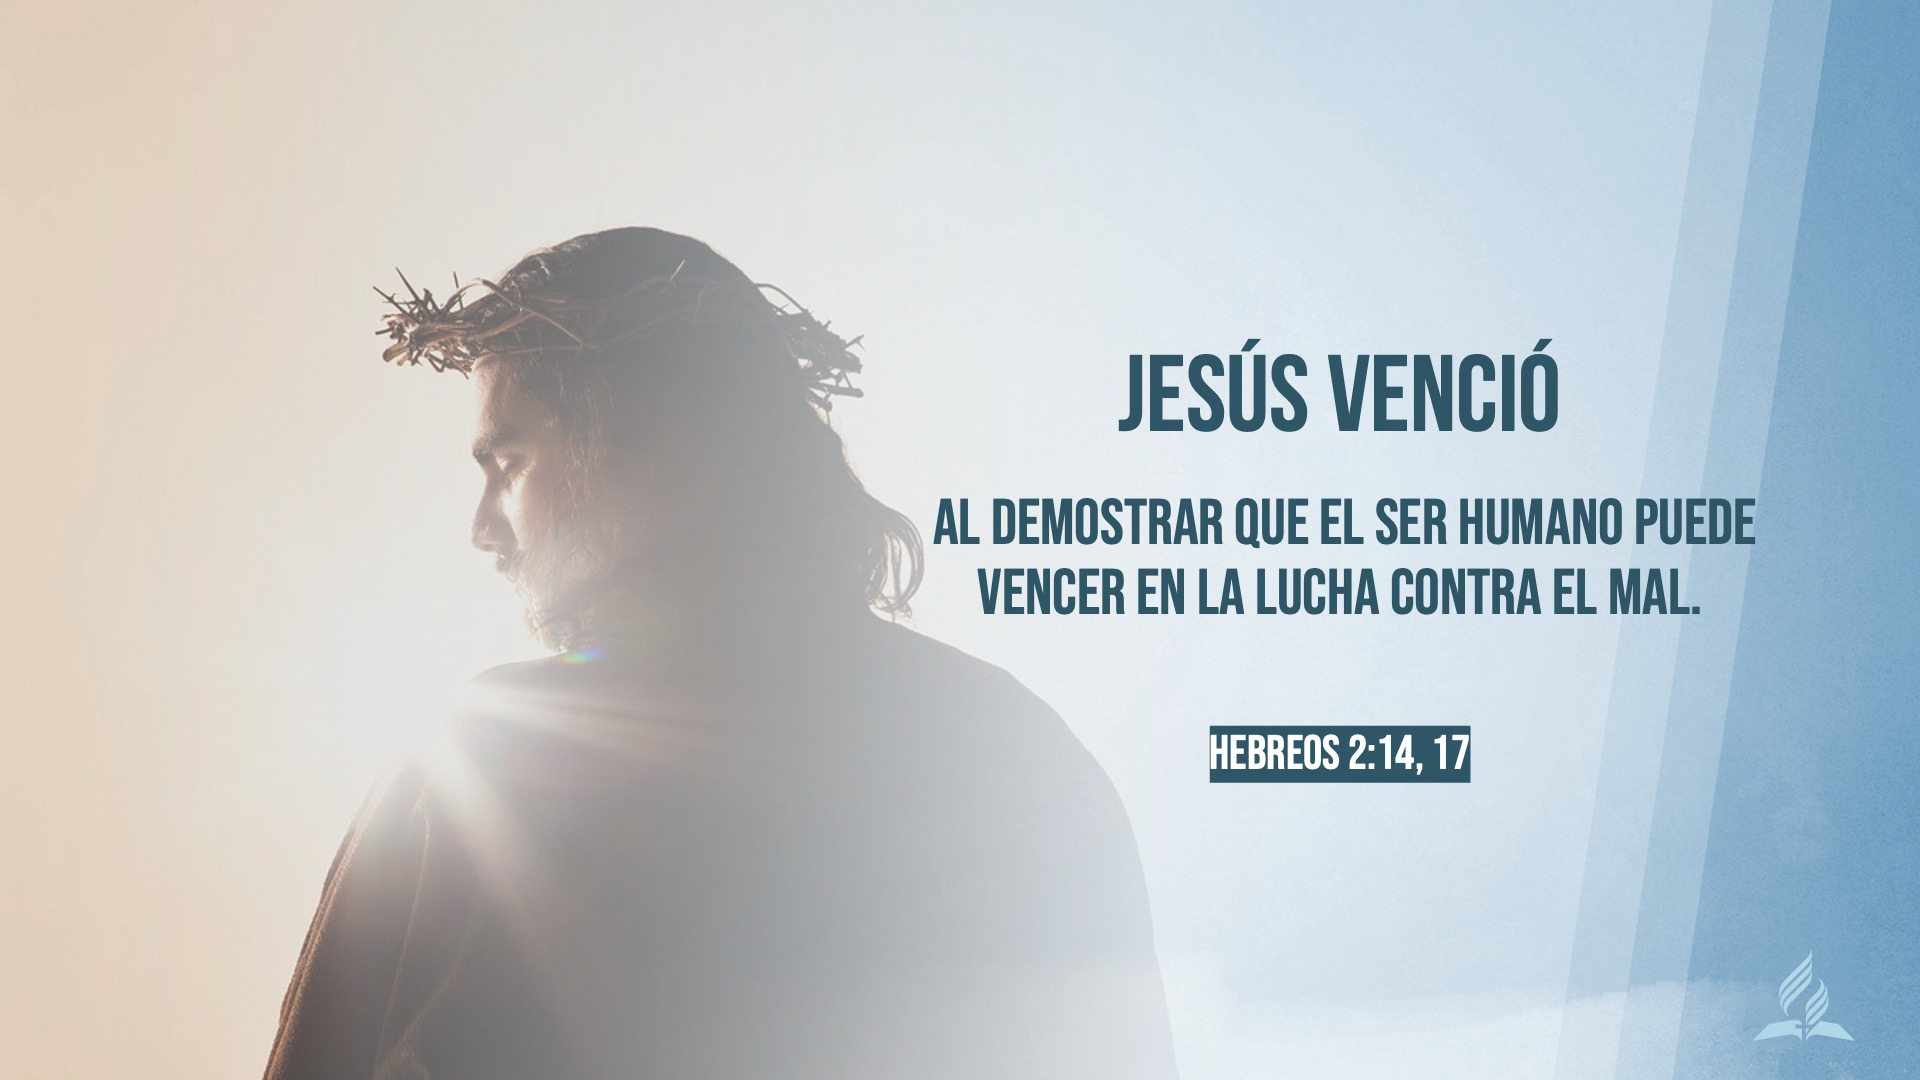 JESÚS VENCIÓ
AL DEMOSTRAR QUE EL SER HUMANO PUEDE
VENCER EN LA LUCHA CONTRA EL MAL.
HEBREOS 2:14, 17